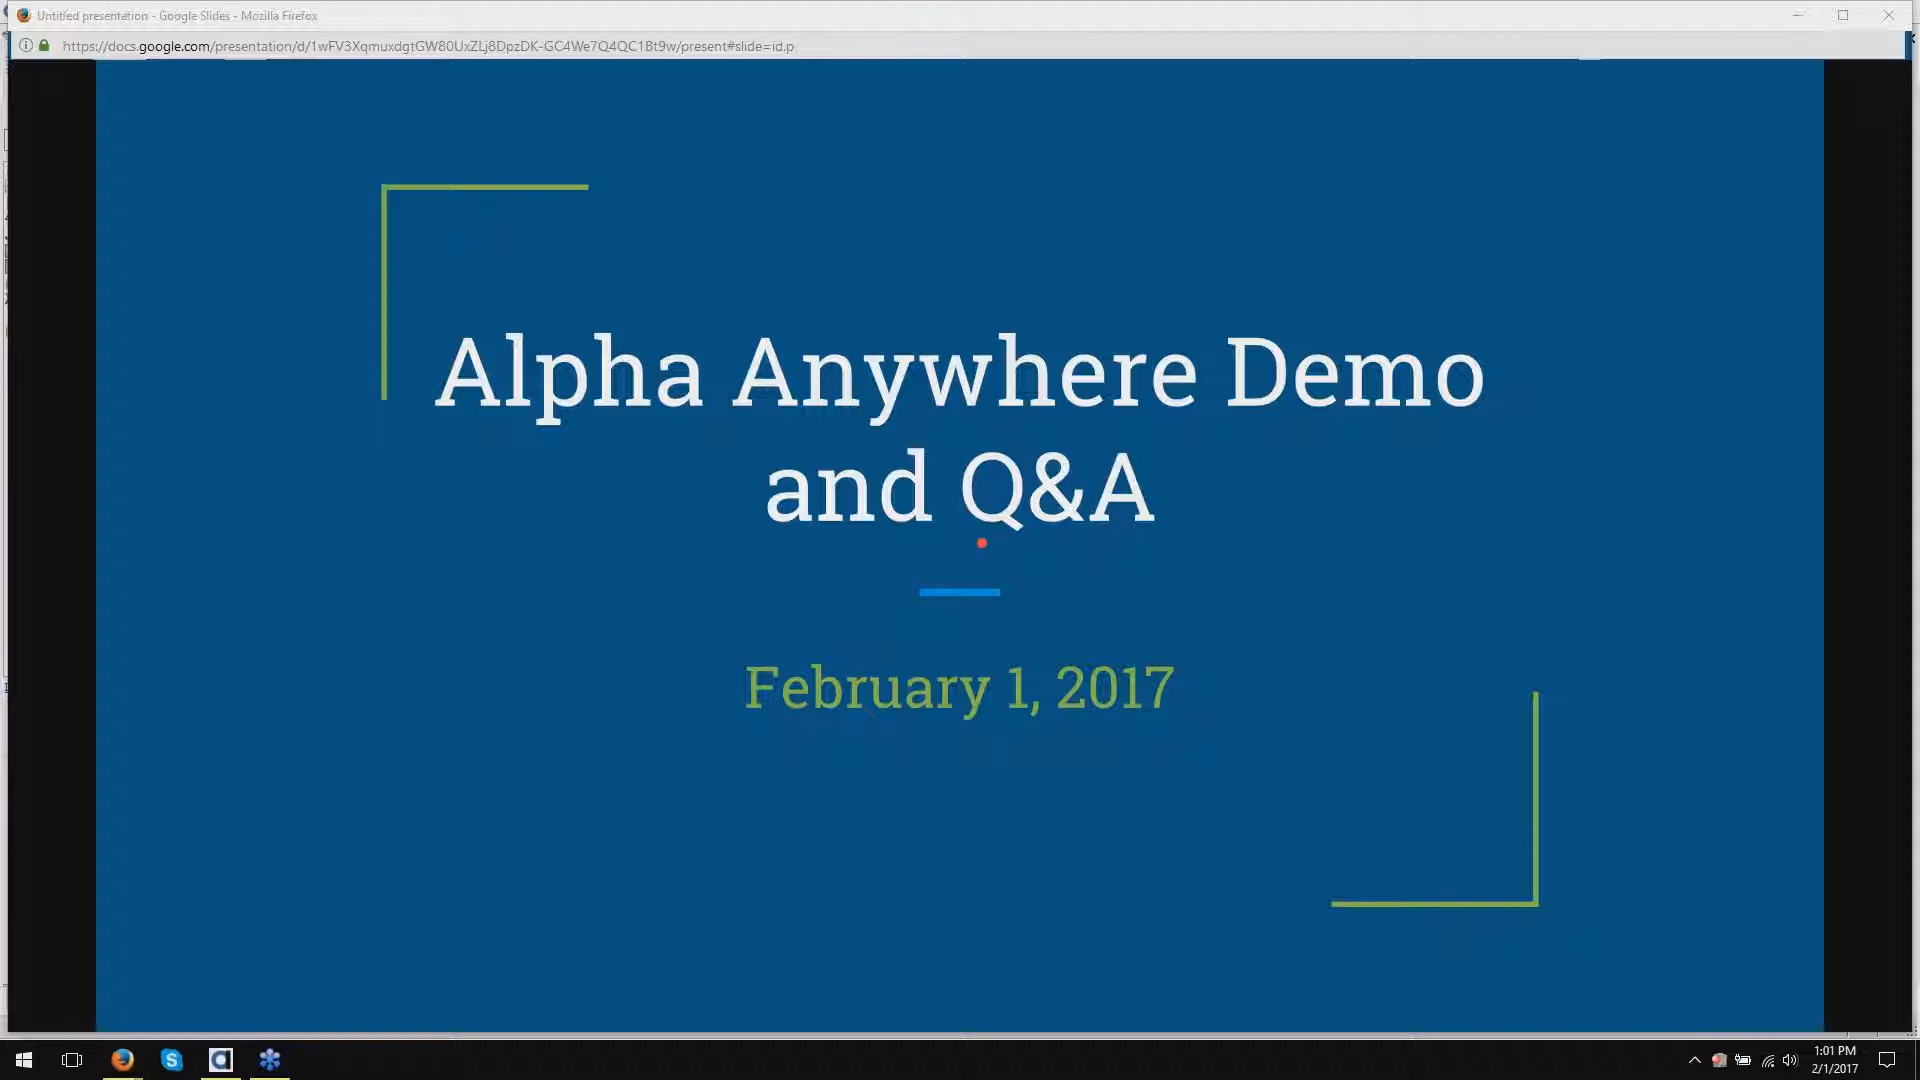 Untitled presentation - Google Slides - Mozilla Firefox
https://docs.google.com/presentation/d/1wFV3XqmuxdgtGW80UxZLj8DpzDK-GC4We7Q4QC1Bt9w/present#slide=id.p
Alpha Anywhere Demo
and Q&A
February 1, 2017
1:01 PM
2/1/2017